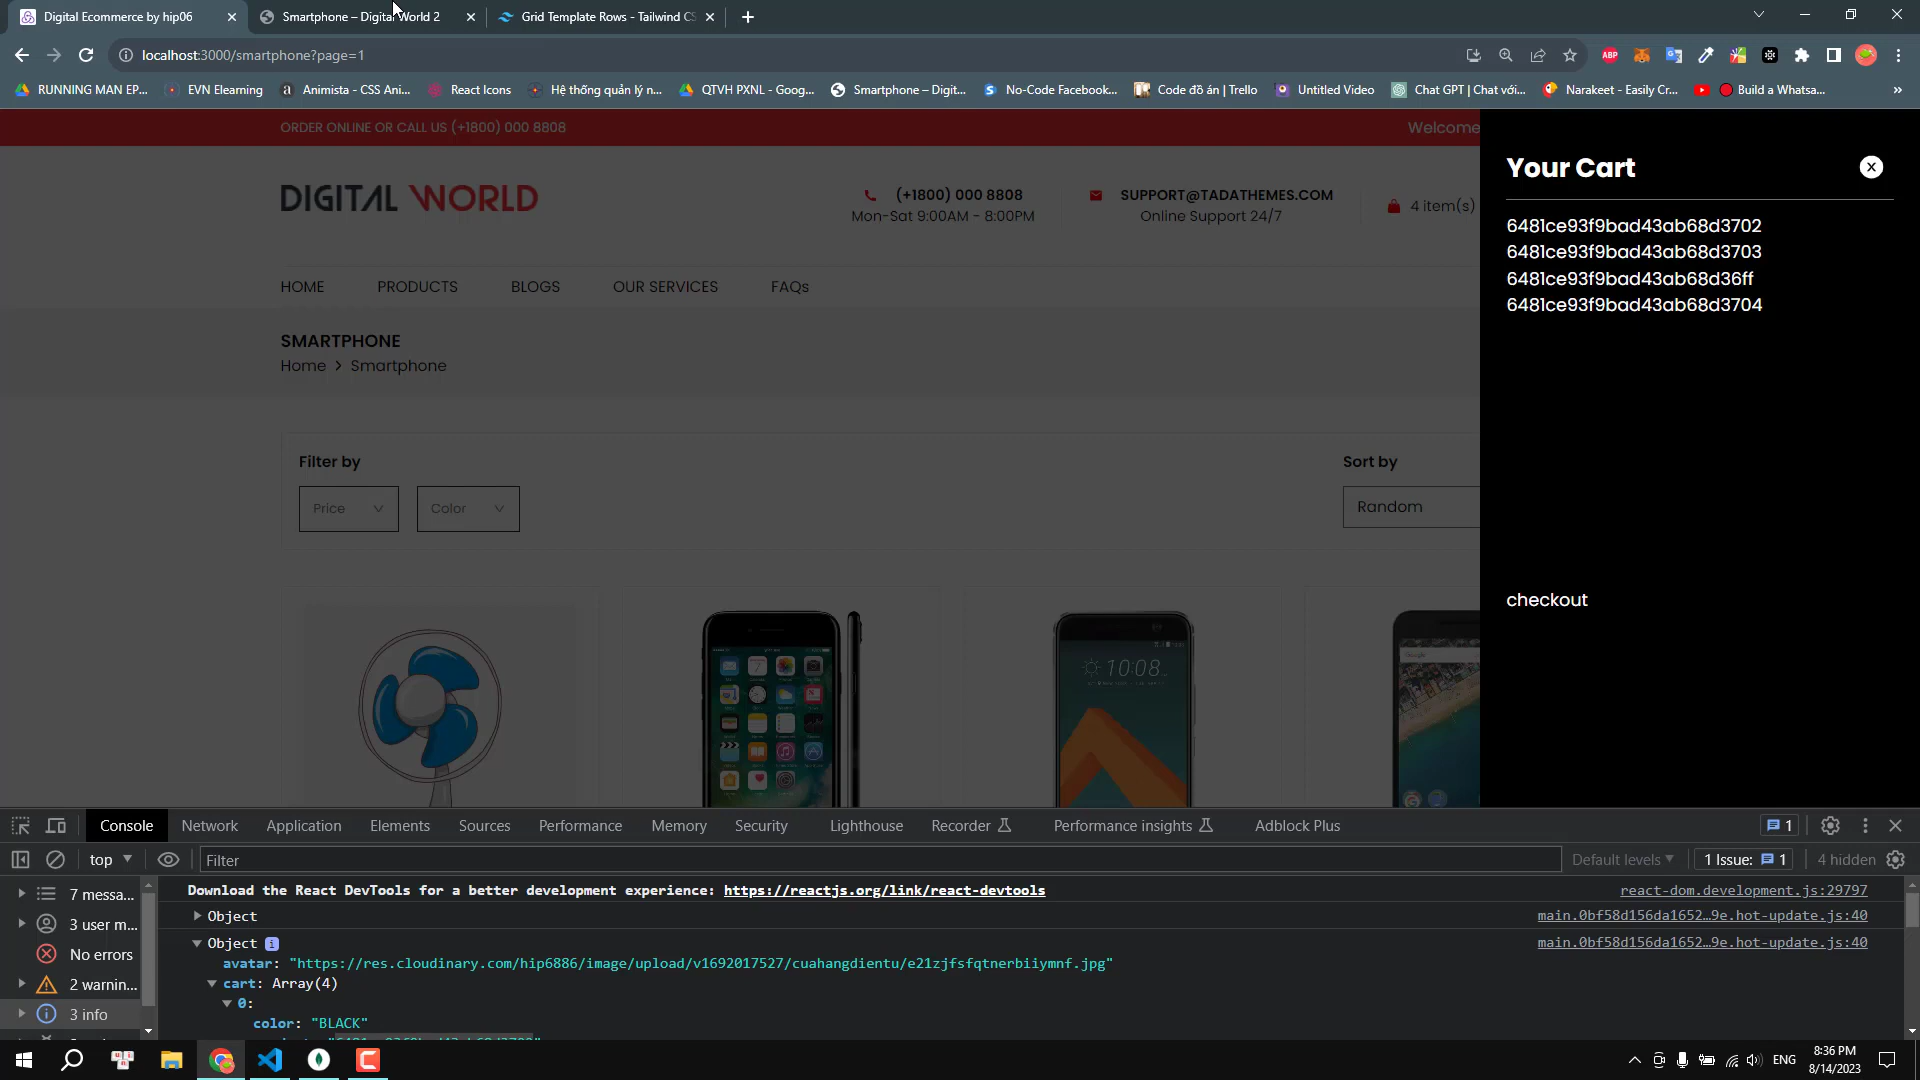 Digital Ecommerce by hip06
Smartphone – Digital World 2
Grid Template Rows - Tailwind CS
localhost:3000/smartphone?page=1
RUNNING MAN EP...
EVN Elearning
Animista - CSS Ani...
React Icons
Hệ thống quản lý n...
QTVH PXNL - Goog...
Smartphone – Digit...
No-Code Facebook...
Code đồ án | Trello
Untitled Video
Chat GPT | Chat với...
Narakeet - Easily Cr...
Build a Whatsa...
ORDER ONLINE OR CALL US (+1800) 000 8808
Welcome
DIGITAL WORLD
(+1800) 000 8808
Mon-Sat 9:00AM - 8:00PM
SUPPORT@TADATHEMES.COM
Online Support 24/7
4 item(s)
HOME
PRODUCTS
BLOGS
OUR SERVICES
FAQs
SMARTPHONE
Home > Smartphone
Filter by
Price
Color
Sort by
Random
10:08
Your Cart
6481ce93f9bad43ab68d3702
6481ce93f9bad43ab68d3703
6481ce93f9bad43ab68d36ff
6481ce93f9bad43ab68d3704
checkout
Console
Network
Application
Elements
Sources
Performance
Memory
Security
Lighthouse
Recorder
Performance insights
Adblock Plus
1
top
Filter
Default levels
1 Issue: 1
4 hidden
7 messa...
3 user m...
No errors
2 warnin...
3 info
Download the React DevTools for a better development experience: https://reactjs.org/link/react-devtools
react-dom.development.js:29797
Object
main.0bf58d156da1652…9e.hot-update.js:40
Object i
main.0bf58d156da1652…9e.hot-update.js:40
avatar: "https://res.cloudinary.com/hip6886/image/upload/v1692017527/cuahangdientu/e21zjfsfqtnerbiiymnf.jpg"
cart: Array(4)
0:
color: "BLACK"
ENG
8:36 PM
8/14/2023